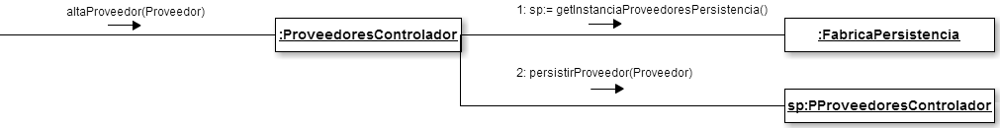 altaProveedor(Proveedor)
1: sp:= getInstanciaProveedoresPersistencia()
:ProveedoresControlador
:FabricaPersistencia
2: persistirProveedor(Proveedor)
sp:PProveedoresControlador